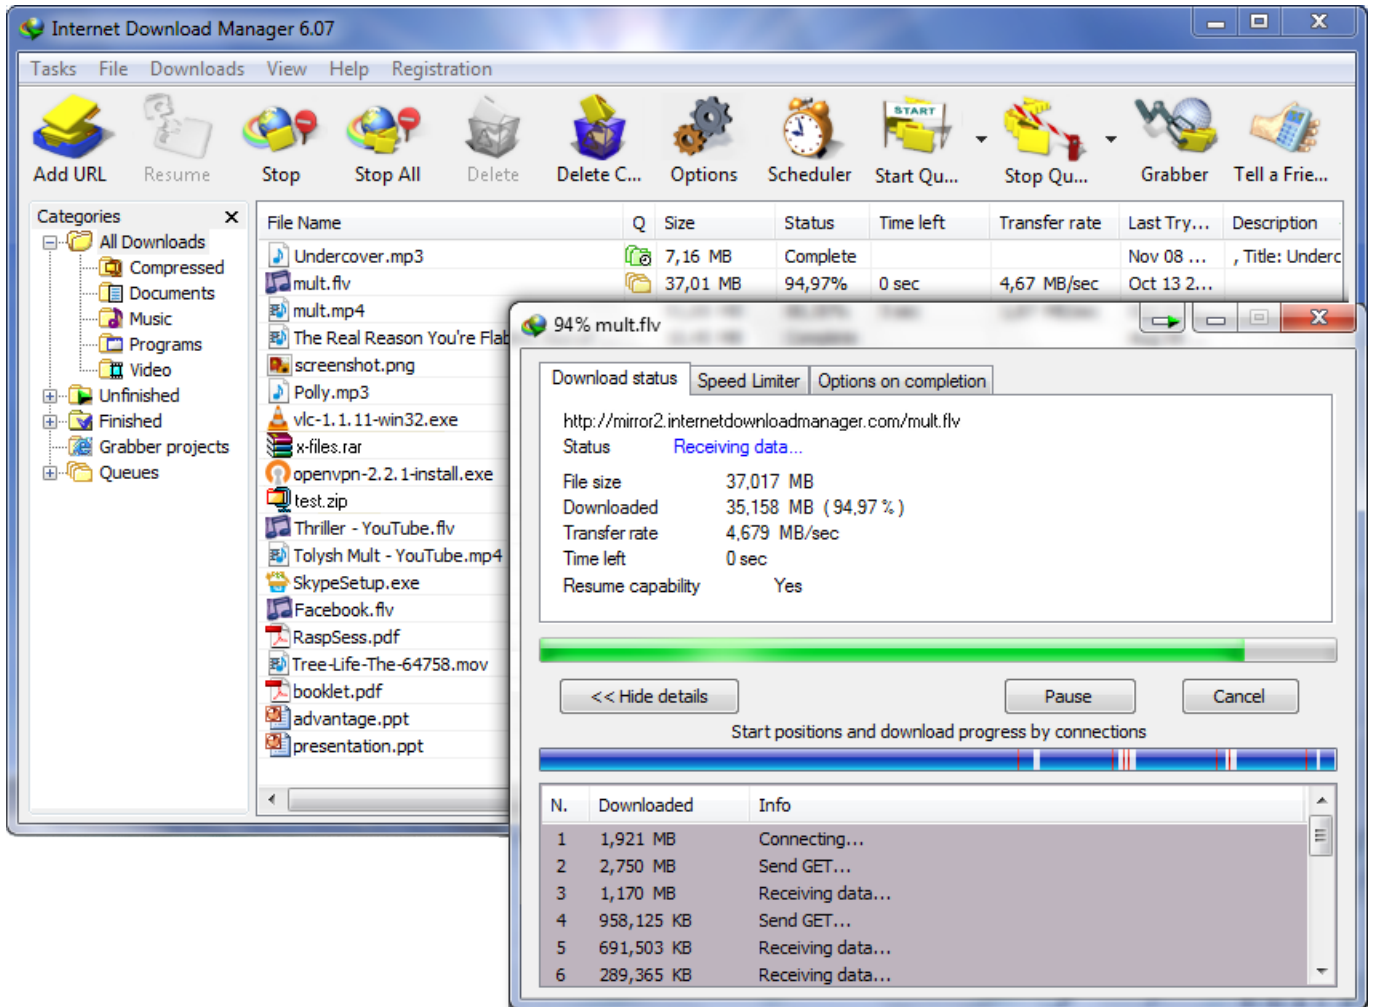 Internet Download Manager 6.07
Tasks File Downloads View Help Registration
START
Add URL Resume Stop Stop All Delete Delete C... Options Scheduler Start Qu... Stop Qu... Grabber Tell a Frie...
Categories
All Downloads
Compressed
Documents
Music
Programs
Video
Unfinished
Finished
Grabber projects
Queues
File Name Q Size Status Time left Transfer rate Last Try... Description
Undercover.mp3 7,16 MB Complete Nov 08 ... , Title: Underc
mult.flv 37,01 MB 94,97% 0 sec 4,67 MB/sec Oct 13 2...
mult.mp4
The Real Reason You're Flab
screenshot.png
Polly.mp3
vlc-1.1.11-win32.exe
x-files.rar
openvpn-2.2.1-install.exe
test.zip
Thriller - YouTube.flv
Tolysh Mult - YouTube.mp4
SkypeSetup.exe
Facebook.flv
RaspSess.pdf
Tree-Life-The-64758.mov
booklet.pdf
advantage.ppt
presentation.ppt
94% mult.flv
Download status Speed Limiter Options on completion
http://mirror2.internetdownloadmanager.com/mult.flv
Status Receiving data...
File size 37,017 MB
Downloaded 35,158 MB ( 94,97 % )
Transfer rate 4,679 MB/sec
Time left 0 sec
Resume capability Yes
<< Hide details Pause Cancel
Start positions and download progress by connections
N. Downloaded Info
1 1,921 MB Connecting...
2 2,750 MB Send GET...
3 1,170 MB Receiving data...
4 958,125 KB Send GET...
5 691,503 KB Receiving data...
6 289,365 KB Receiving data...